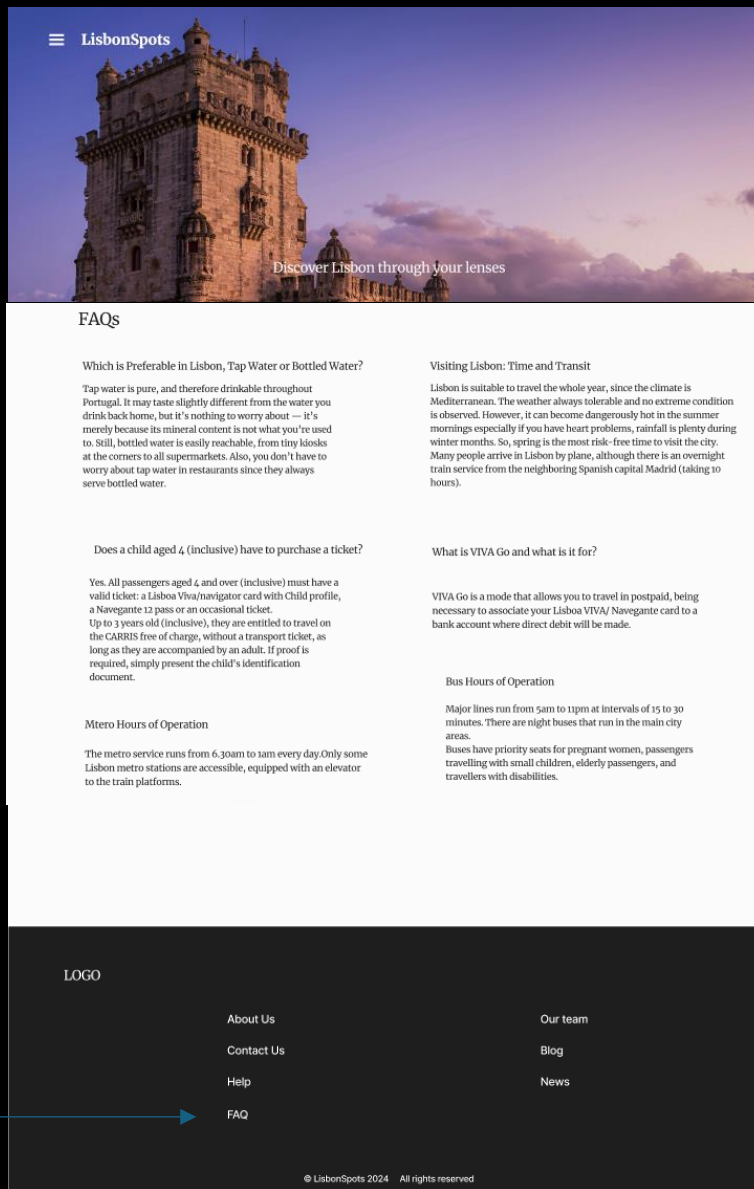 LisbonSpots
Discover Lisbon through your lenses
FAQs
Which is Preferable in Lisbon, Tap Water or Bottled Water?
Tap water is pure, and therefore drinkable throughout
Portugal. It may taste slightly different from the water you
drink back home, but it's nothing to worry about — it's
merely because its mineral content is not what you're used
to. Still, bottled water is easily reachable, from tiny kiosks
at the corners to all supermarkets. Also, you don't have to
worry about tap water in restaurants since they always
serve bottled water.
Visiting Lisbon: Time and Transit
Lisbon is suitable to travel the whole year, since the climate is
Mediterranean. The weather always tolerable and no extreme condition
is observed. However, it can become dangerously hot in the summer
mornings especially if you have heart problems, rainfall is plenty during
winter months. So, spring is the most risk-free time to visit the city.
Many people arrive in Lisbon by plane, although there is an overnight
train service from the neighboring Spanish capital Madrid (taking 10
hours).
Does a child aged 4 (inclusive) have to purchase a ticket?
Yes. All passengers aged 4 and over (inclusive) must have a
valid ticket: a Lisboa Viva/navigator card with Child profile,
a Navegante 12 pass or an occasional ticket.
Up to 3 years old (inclusive), they are entitled to travel on
the CARRIS free of charge, without a transport ticket, as
long as they are accompanied by an adult. If proof is
required, simply present the child's identification
document.
What is VIVA Go and what is it for?
VIVA Go is a mode that allows you to travel in postpaid, being
necessary to associate your Lisboa VIVA/ Navegante card to a
bank account where direct debit will be made.
Mtero Hours of Operation
The metro service runs from 6.30am to 1am every day.Only some
Lisbon metro stations are accessible, equipped with an elevator
to the train platforms.
Bus Hours of Operation
Major lines run from 5am to 11pm at intervals of 15 to 30
minutes. There are night buses that run in the main city
areas.
Buses have priority seats for pregnant women, passengers
travelling with small children, elderly passengers, and
travellers with disabilities.
LOGO
About Us
Contact Us
Help
FAQ
Our team
Blog
News
© LisbonSpots 2024 All rights reserved